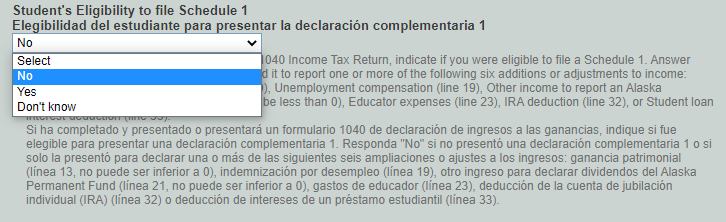 Student's Eligibility to file Schedule 1
Elegibilidad del estudiante para presentar la declaración complementaria 1
No
Select
No
Yes
Don't know
1040 Income Tax Return, indicate if you were eligible to file a Schedule 1. Answer
it to report one or more of the following six additions or adjustments to income:
), Unemployment compensation (line 19), Other income to report an Alaska
be less than 0), Educator expenses (line 23), IRA deduction (line 32), or Student loan
interest deduction (line 33).
Si ha completado y presentado o presentará un formulario 1040 de declaración de ingresos a las ganancias, indique si fue
elegible para presentar una declaración complementaria 1. Responda "No" si no presentó una declaración complementaria 1 o si
solo la presentó para declarar una o más de las siguientes seis ampliaciones o ajustes a los ingresos: ganancia patrimonial
(línea 13, no puede ser inferior a 0), indemnización por desempleo (línea 19), otro ingreso para declarar dividendos del Alaska
Permanent Fund (línea 21, no puede ser inferior a 0), gastos de educador (línea 23), deducción de la cuenta de jubilación
individual (IRA) (línea 32) o deducción de intereses de un préstamo estudiantil (línea 33).